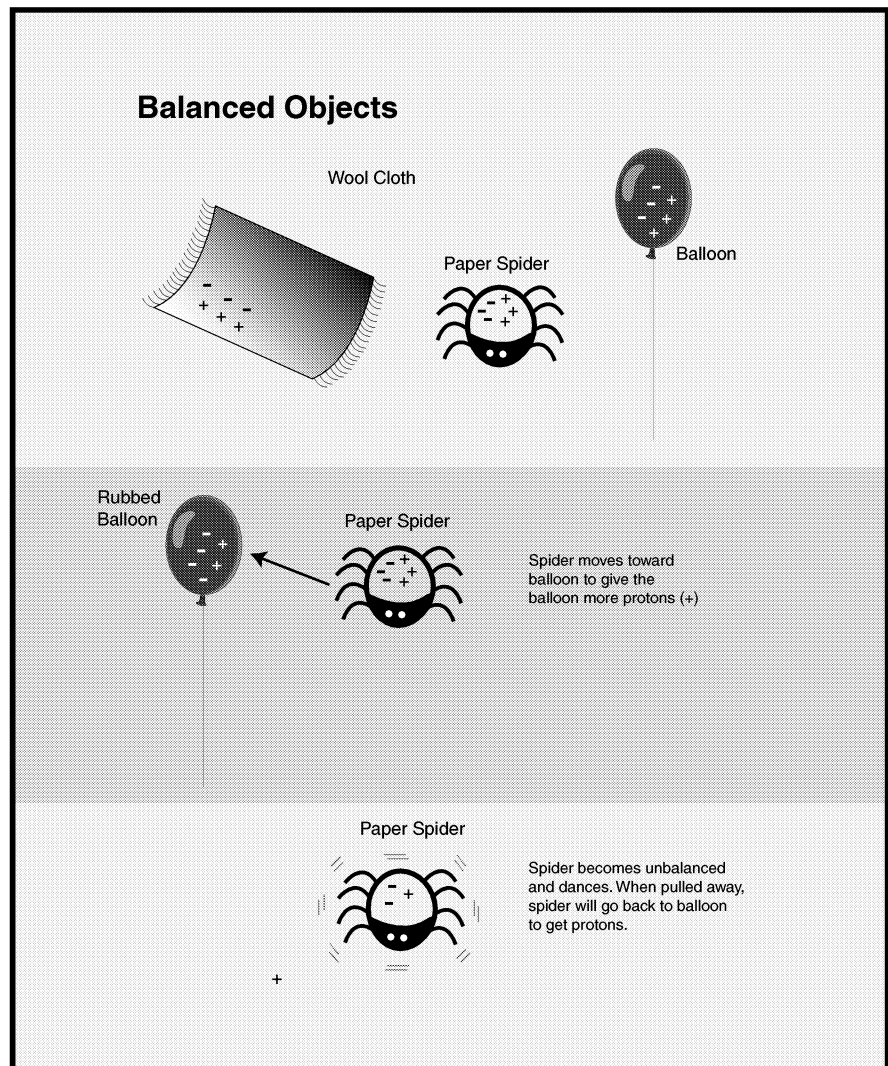 Balanced Objects
Wool Cloth
Paper Spider
Balloon
Rubbed
Balloon
Paper Spider
Spider moves toward
balloon to give the
balloon more protons (+)
Paper Spider
Spider becomes unbalanced
and dances. When pulled away,
spider will go back to balloon
to get protons.